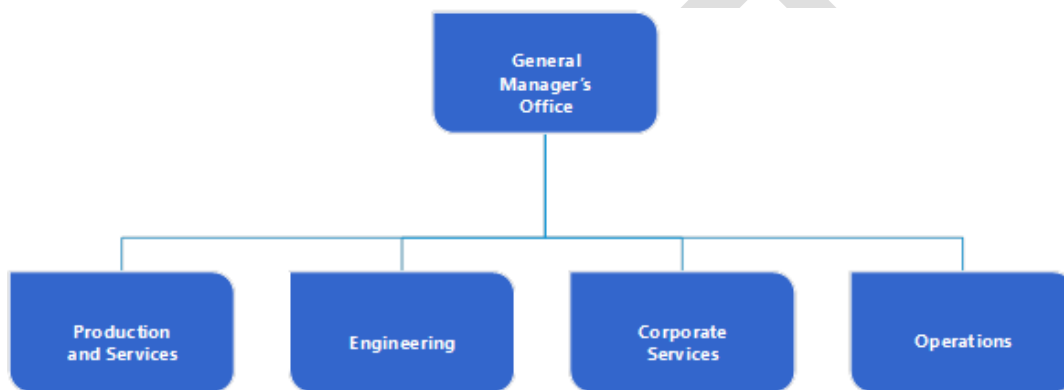 General
Manager's
Office
Production
and Services
Engineering
Corporate
Services
Operations